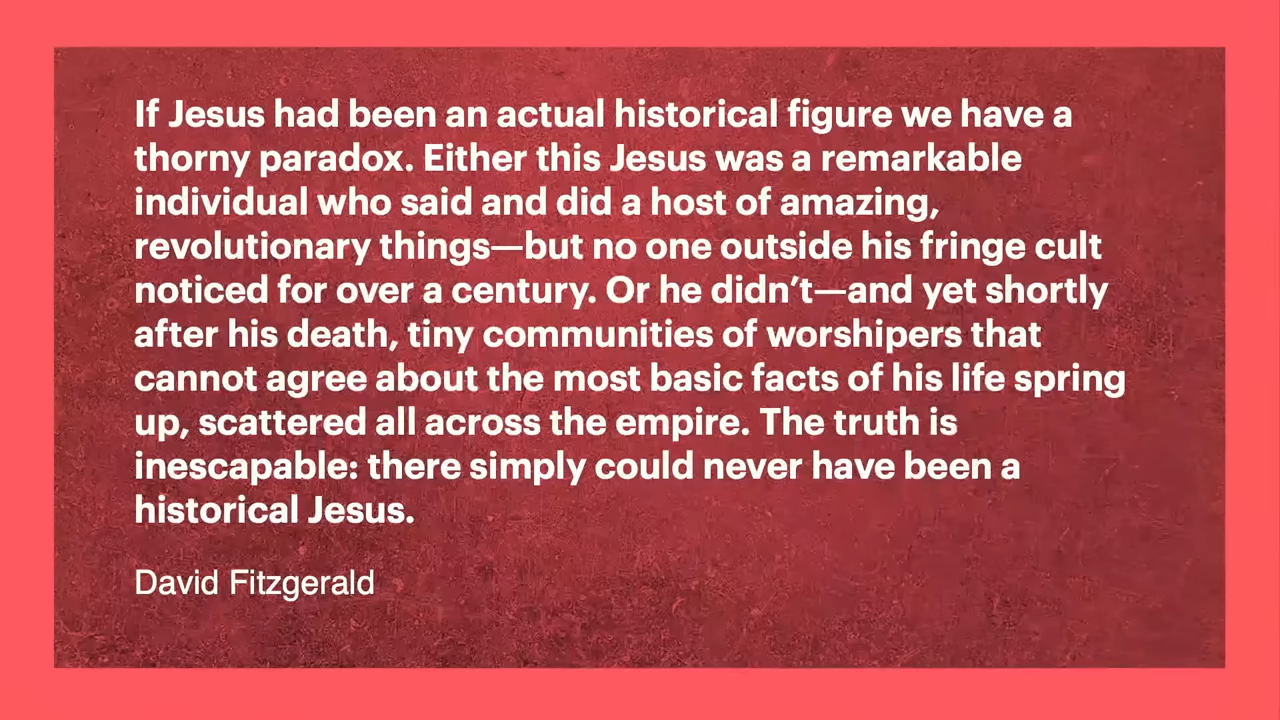 If Jesus had been an actual historical figure we have a
thorny paradox. Either this Jesus was a remarkable
individual who said and did a host of amazing,
revolutionary things—but no one outside his fringe cult
noticed for over a century. Or he didn’t—and yet shortly
after his death, tiny communities of worshipers that
cannot agree about the most basic facts of his life spring
up, scattered all across the empire. The truth is
inescapable: there simply could never have been a
historical Jesus.
David Fitzgerald